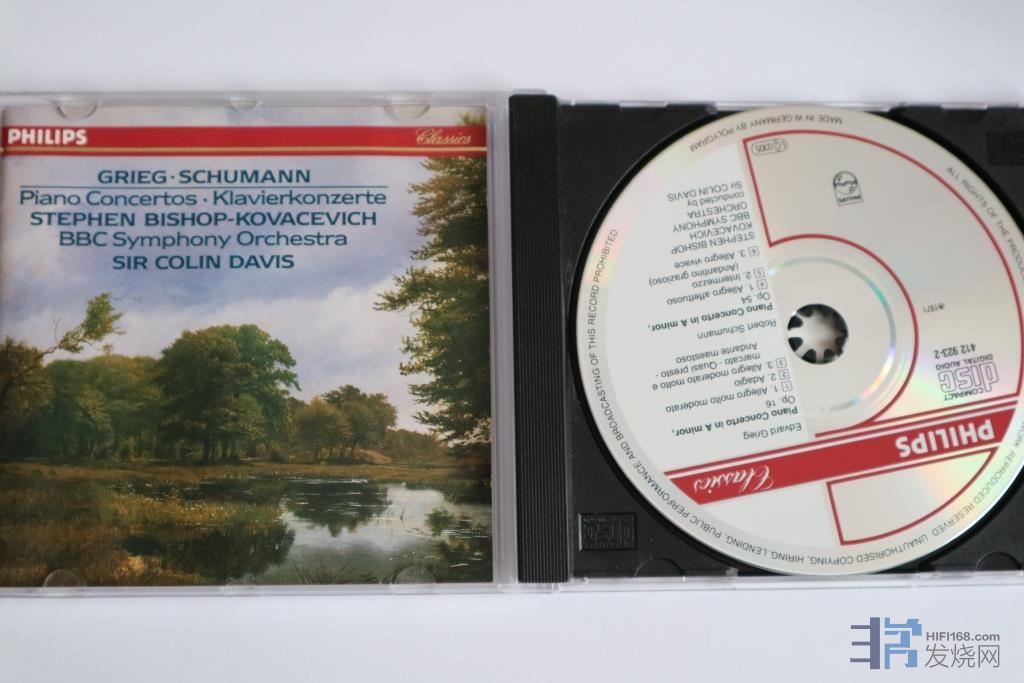 PHILIPS
Classics
GRIEG · SCHUMANN
Piano Concertos · Klavierkonzerte
STEPHEN BISHOP-KOVACEVICH
BBC Symphony Orchestra
SIR COLIN DAVIS
PHILIPS
Classics
COMPACT
disc
DIGITAL AUDIO
412 923-2
℗ 1971
Edvard Grieg
Piano Concerto in A minor,
Op. 16
1 1. Allegro molto moderato
2 2. Adagio
3 3. Allegro moderato molto e
marcato - Quasi presto -
Andante maestoso
Robert Schumann
Piano Concerto in A minor,
Op. 54
4 1. Allegro affettuoso
5 2. Intermezzo
(Andantino grazioso)
6 3. Allegro vivace
STEPHEN BISHOP
KOVACEVICH
BBC SYMPHONY
ORCHESTRA
conducted by
Sir COLIN DAVIS
PHILIPS
MADE IN W. GERMANY BY POLYGRAM
ALL RIGHTS OF THE PRODUCER
REPRODUCED RESERVED. UNAUTHORISED COPYING, HIRING, LENDING, PUBLIC PERFORMANCE AND BROADCASTING OF THIS RECORD PROHIBITED
HIFI168.com
发烧网